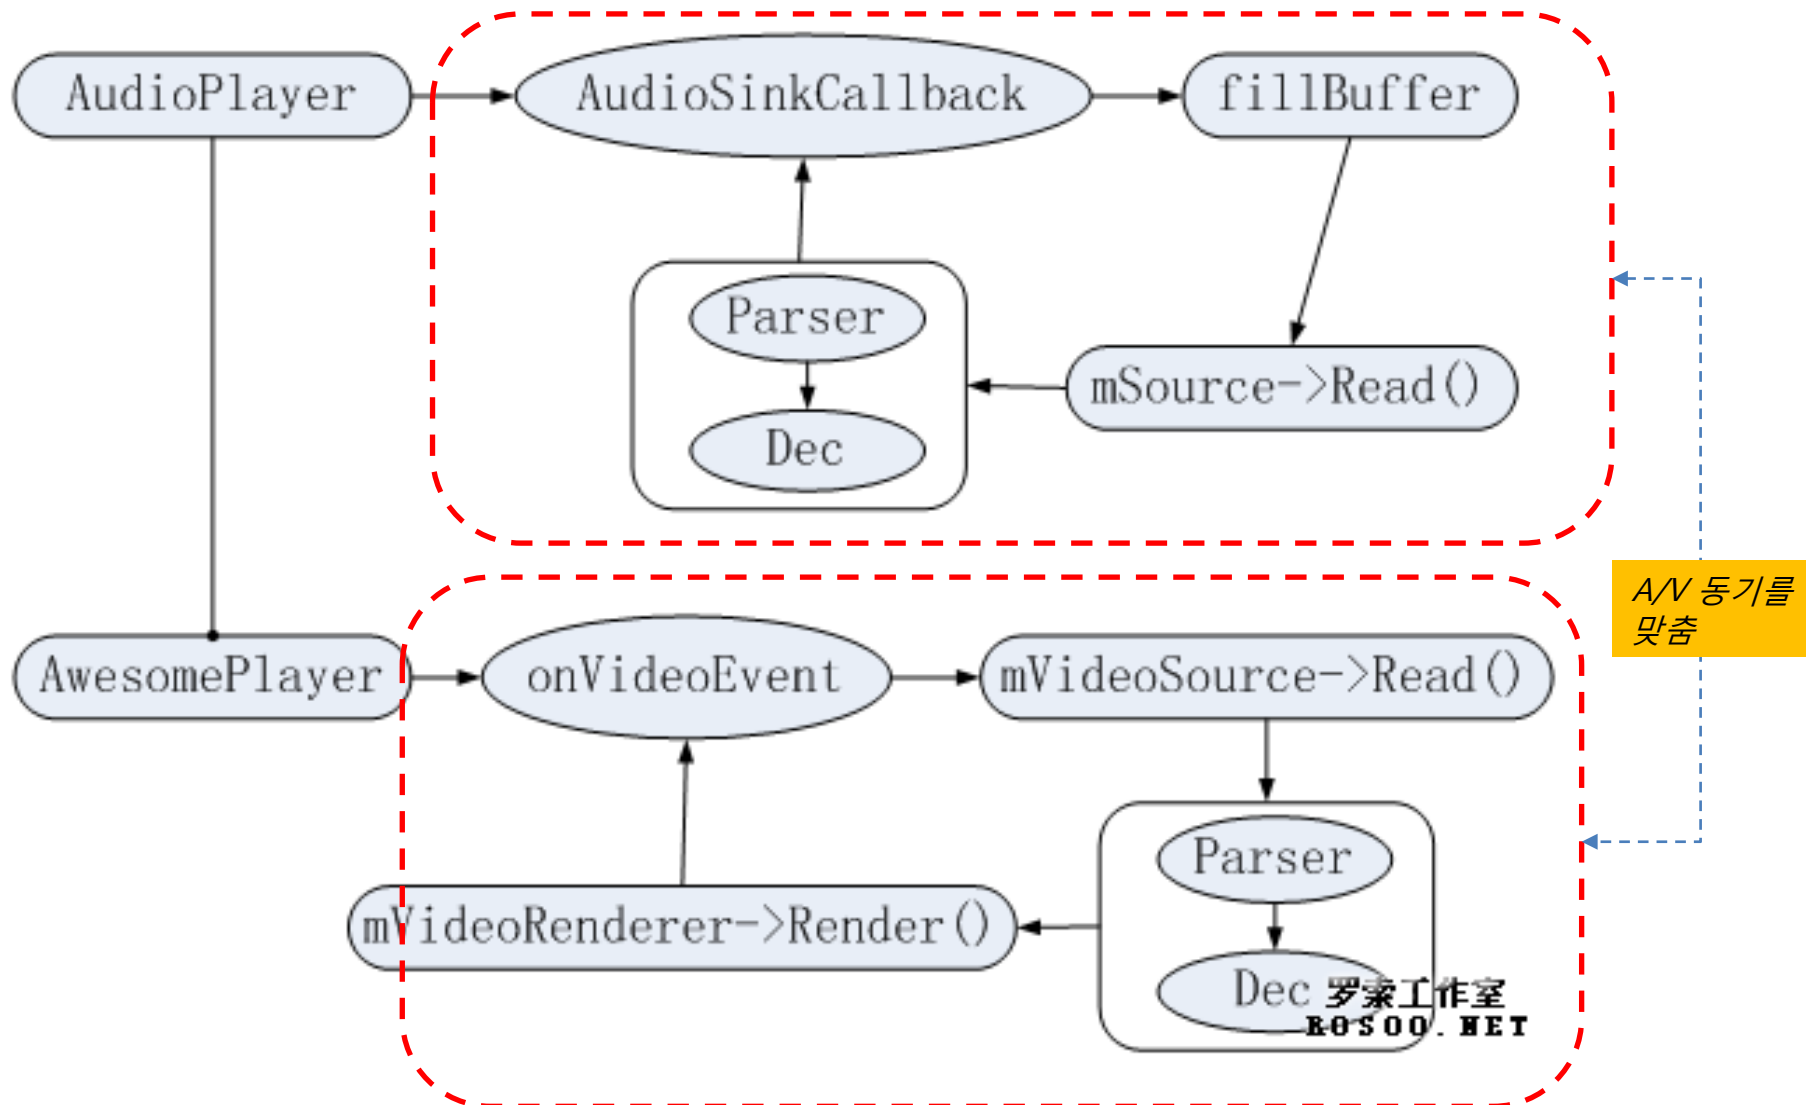 AudioPlayer
AudioSinkCallback
fillBuffer
Parser
mSource->Read()
Dec
A/V 동기를
맞춤
AwesomePlayer
onVideoEvent
mVideoSource->Read()
Parser
mVideoRenderer->Render()
Dec
罗索工作室
ROSOO.NET